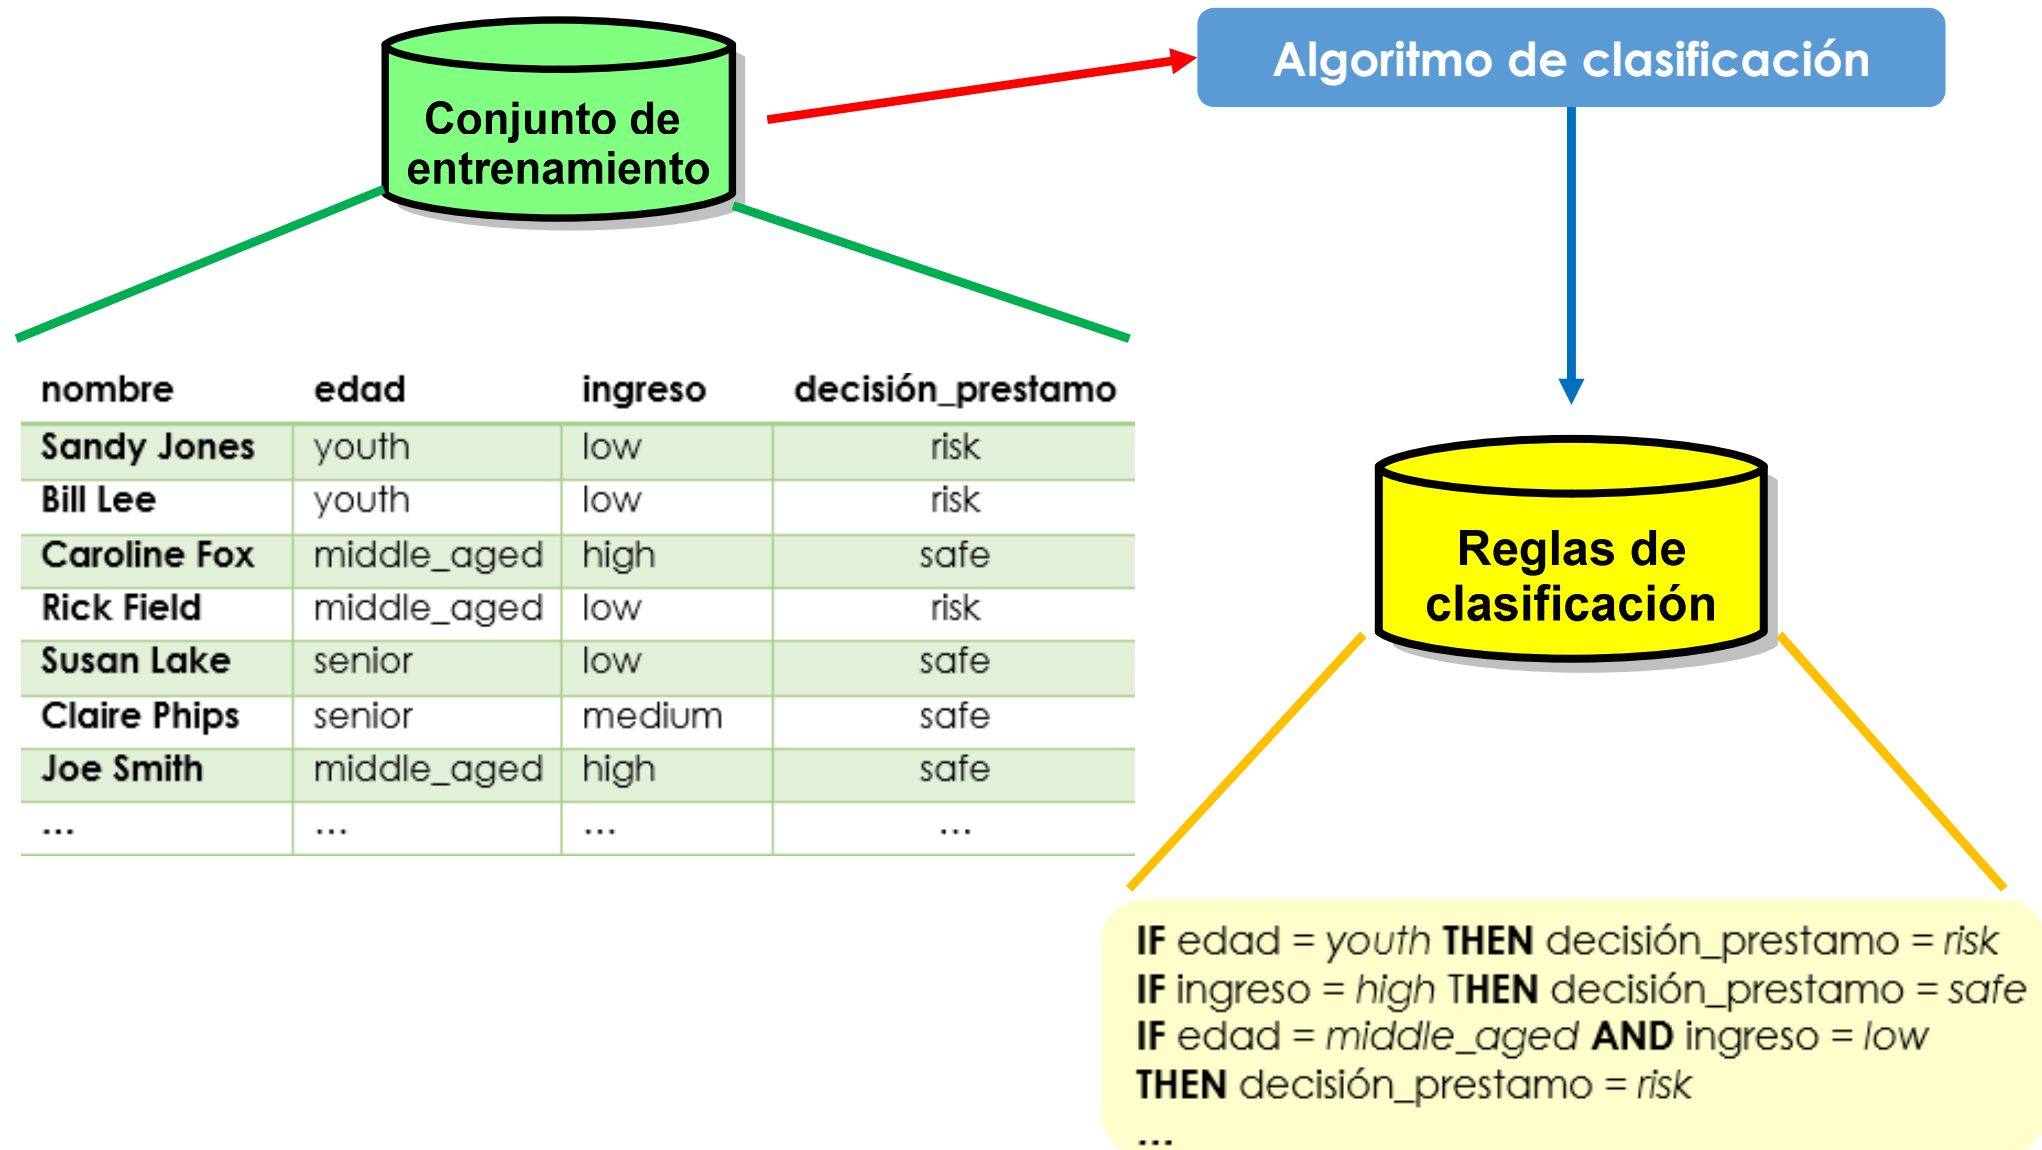 Conjunto de
entrenamiento
Algoritmo de clasificación
nombre edad ingreso decisión_prestamo
Sandy Jones youth low risk
Bill Lee youth low risk
Caroline Fox middle_aged high safe
Rick Field middle_aged low risk
Susan Lake senior low safe
Claire Phips senior medium safe
Joe Smith middle_aged high safe
... ... ... ...
Reglas de
clasificación
IF edad = youth THEN decisión_prestamo = risk
IF ingreso = high THEN decisión_prestamo = safe
IF edad = middle_aged AND ingreso = low
THEN decisión_prestamo = risk
...